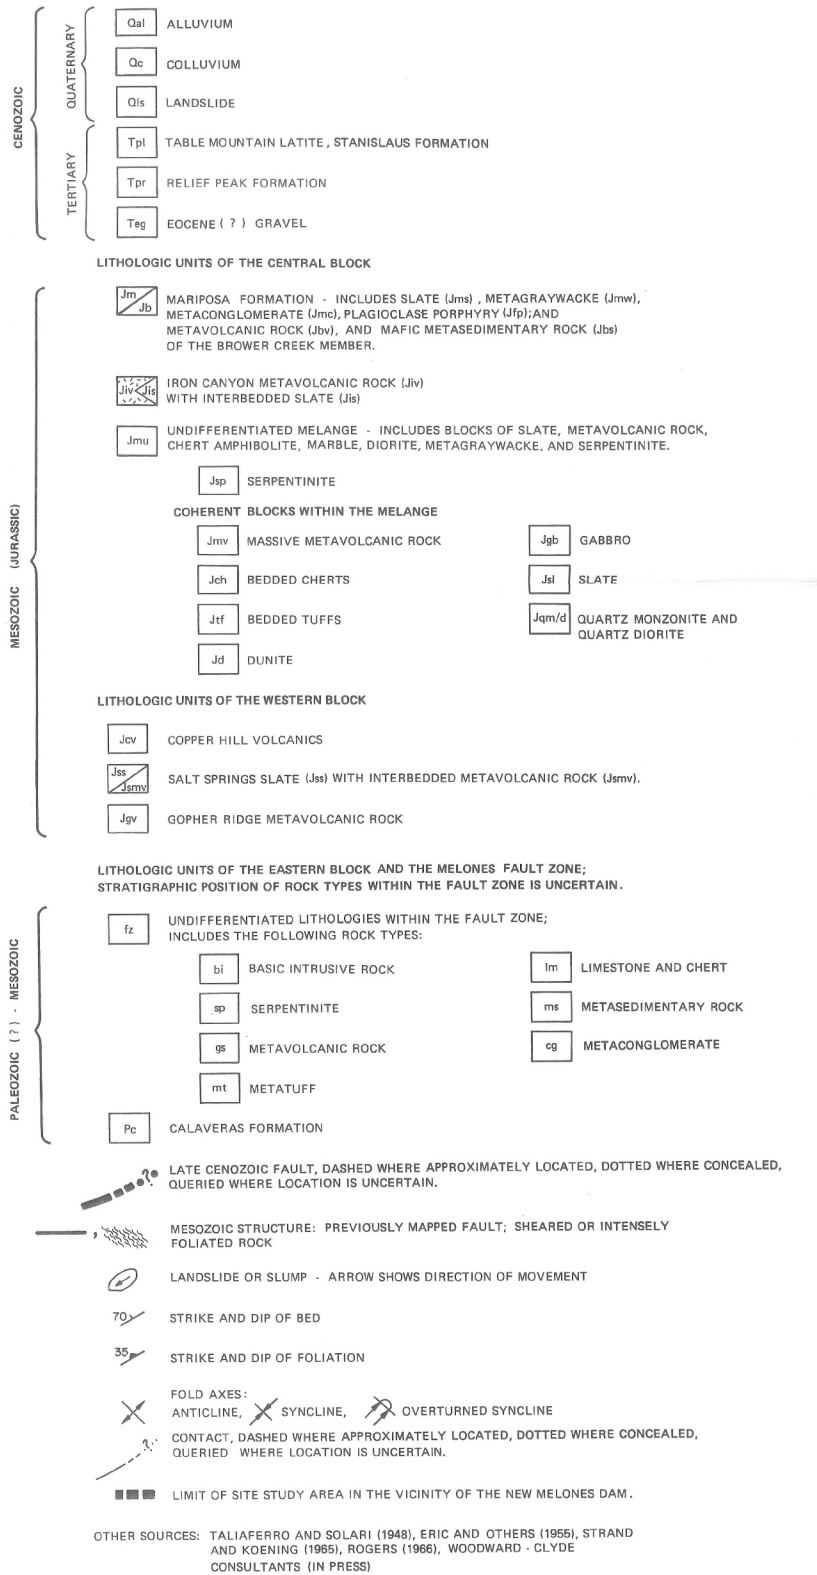 CENOZOIC
QUATERNARY
Qal ALLUVIUM
Qc COLLUVIUM
Qls LANDSLIDE
TERTIARY
Tpl TABLE MOUNTAIN LATITE, STANISLAUS FORMATION
Tpr RELIEF PEAK FORMATION
Teg EOCENE (?) GRAVEL
LITHOLOGIC UNITS OF THE CENTRAL BLOCK
MESOZOIC (JURASSIC)
Jm Jb MARIPOSA FORMATION - INCLUDES SLATE (Jms), METAGRAYWACKE (Jmw),
METACONGLOMERATE (Jmc), PLAGIOCLASE PORPHYRY (Jfp);AND
METAVOLCANIC ROCK (Jbv), AND MAFIC METASEDIMENTARY ROCK (Jbs)
OF THE BROWER CREEK MEMBER.
Jiv Jis IRON CANYON METAVOLCANIC ROCK (Jiv)
WITH INTERBEDDED SLATE (Jis)
Jmu UNDIFFERENTIATED MELANGE - INCLUDES BLOCKS OF SLATE, METAVOLCANIC ROCK,
CHERT AMPHIBOLITE, MARBLE, DIORITE, METAGRAYWACKE. AND SERPENTINITE.
Jsp SERPENTINITE
COHERENT BLOCKS WITHIN THE MELANGE
Jmv MASSIVE METAVOLCANIC ROCK
Jch BEDDED CHERTS
Jtf BEDDED TUFFS
Jd DUNITE
Jgb GABBRO
Jsl SLATE
Jqm/d QUARTZ MONZONITE AND
QUARTZ DIORITE
LITHOLOGIC UNITS OF THE WESTERN BLOCK
Jcv COPPER HILL VOLCANICS
Jss Jsmv SALT SPRINGS SLATE (Jss) WITH INTERBEDDED METAVOLCANIC ROCK (Jsmv).
Jgv GOPHER RIDGE METAVOLCANIC ROCK
LITHOLOGIC UNITS OF THE EASTERN BLOCK AND THE MELONES FAULT ZONE;
STRATIGRAPHIC POSITION OF ROCK TYPES WITHIN THE FAULT ZONE IS UNCERTAIN.
PALEOZOIC (?) - MESOZOIC
fz UNDIFFERENTIATED LITHOLOGIES WITHIN THE FAULT ZONE;
INCLUDES THE FOLLOWING ROCK TYPES:
bi BASIC INTRUSIVE ROCK
sp SERPENTINITE
gs METAVOLCANIC ROCK
mt METATUFF
lm LIMESTONE AND CHERT
ms METASEDIMENTARY ROCK
cg METACONGLOMERATE
Pc CALAVERAS FORMATION
? LATE CENOZOIC FAULT, DASHED WHERE APPROXIMATELY LOCATED, DOTTED WHERE CONCEALED,
QUERIED WHERE LOCATION IS UNCERTAIN.
, MESOZOIC STRUCTURE: PREVIOUSLY MAPPED FAULT; SHEARED OR INTENSELY
FOLIATED ROCK
LANDSLIDE OR SLUMP - ARROW SHOWS DIRECTION OF MOVEMENT
70 STRIKE AND DIP OF BED
35 STRIKE AND DIP OF FOLIATION
FOLD AXES:
ANTICLINE, SYNCLINE, OVERTURNED SYNCLINE
? CONTACT, DASHED WHERE APPROXIMATELY LOCATED, DOTTED WHERE CONCEALED,
QUERIED WHERE LOCATION IS UNCERTAIN.
LIMIT OF SITE STUDY AREA IN THE VICINITY OF THE NEW MELONES DAM.
OTHER SOURCES: TALIAFERRO AND SOLARI (1948), ERIC AND OTHERS (1955), STRAND
AND KOENING (1965), ROGERS (1966), WOODWARD - CLYDE
CONSULTANTS (IN PRESS)